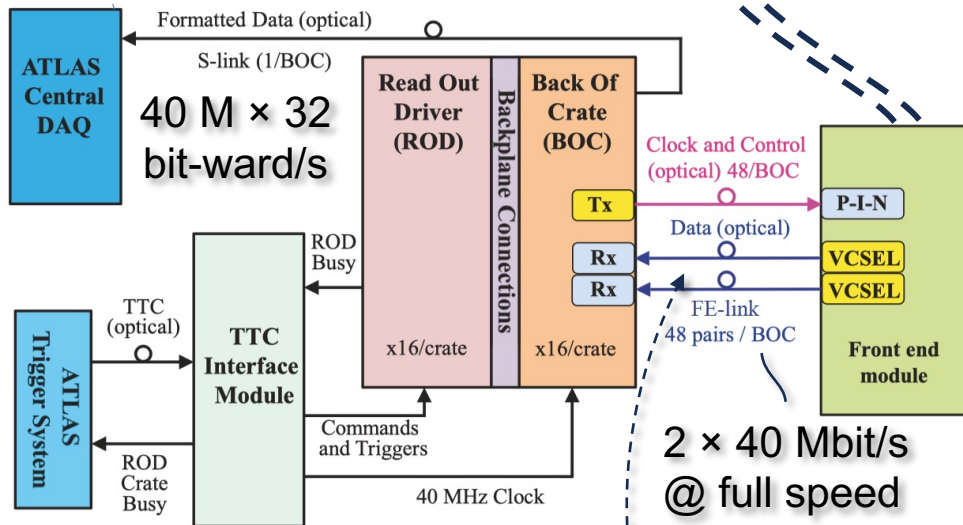 Formatted Data (optical)
S-link (1/BOC)
ATLAS
Central
DAQ
40 M × 32
bit-ward/s
Read Out
Driver
(ROD)
x16/crate
Backplane Connections
Back Of
Crate
(BOC)
Tx
Rx
Rx
x16/crate
Clock and Control
(optical) 48/BOC
Data (optical)
FE-link
48 pairs / BOC
P-I-N
VCSEL
VCSEL
Front end
module
ROD
Busy
TTC
(optical)
TTC
Interface
Module
ATLAS
Trigger System
ROD
Crate
Busy
Commands
and Triggers
40 MHz Clock
2 × 40 Mbit/s
@ full speed